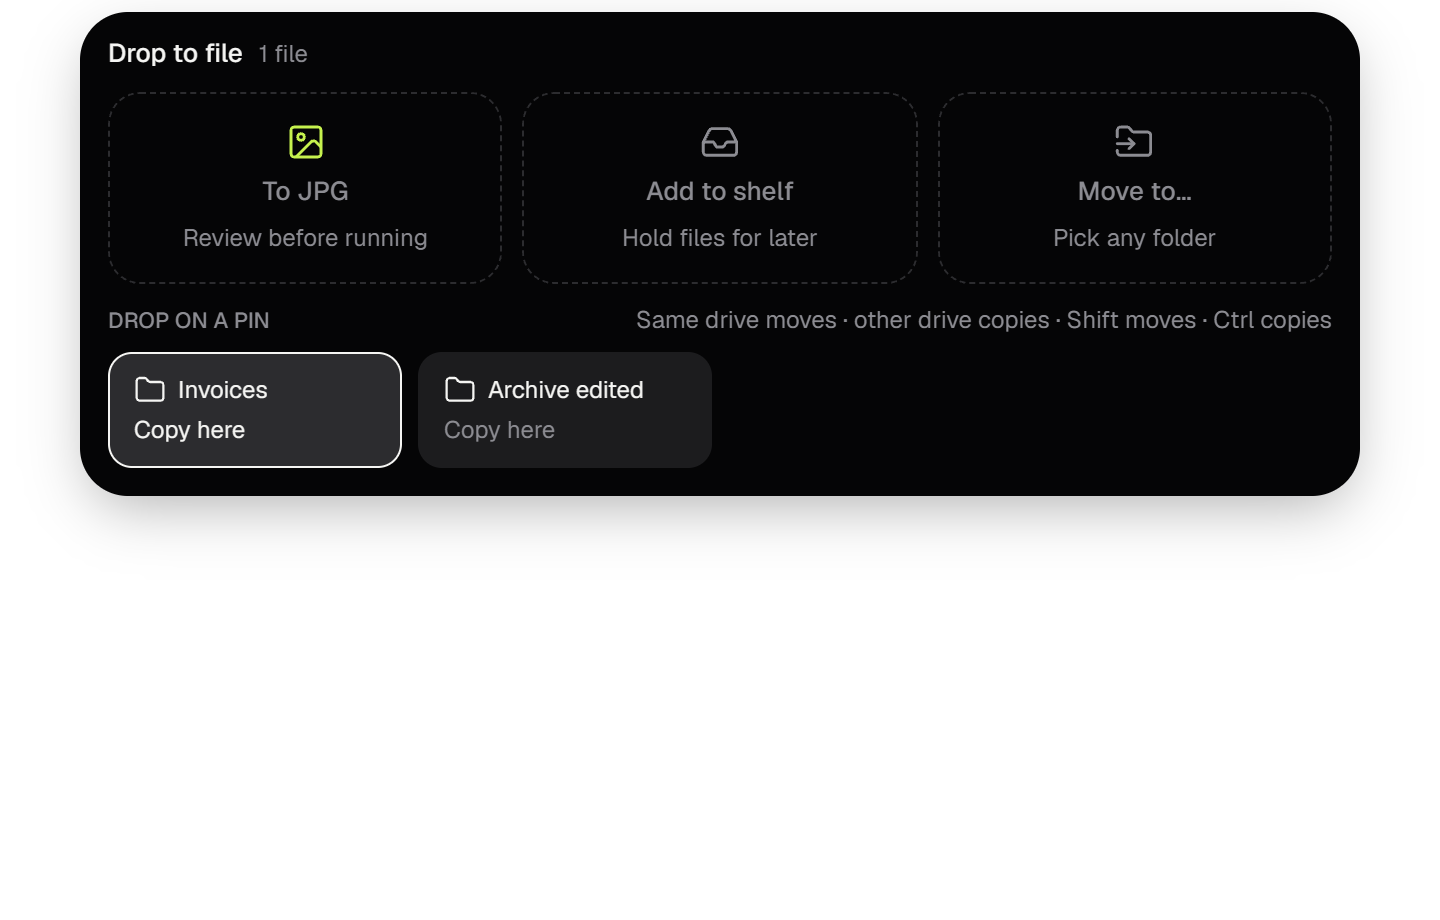 Drop to file 1 file
To JPG
Review before running
Add to shelf
Hold files for later
Move to...
Pick any folder
DROP ON A PIN
Same drive moves · other drive copies · Shift moves · Ctrl copies
Invoices
Copy here
Archive edited
Copy here